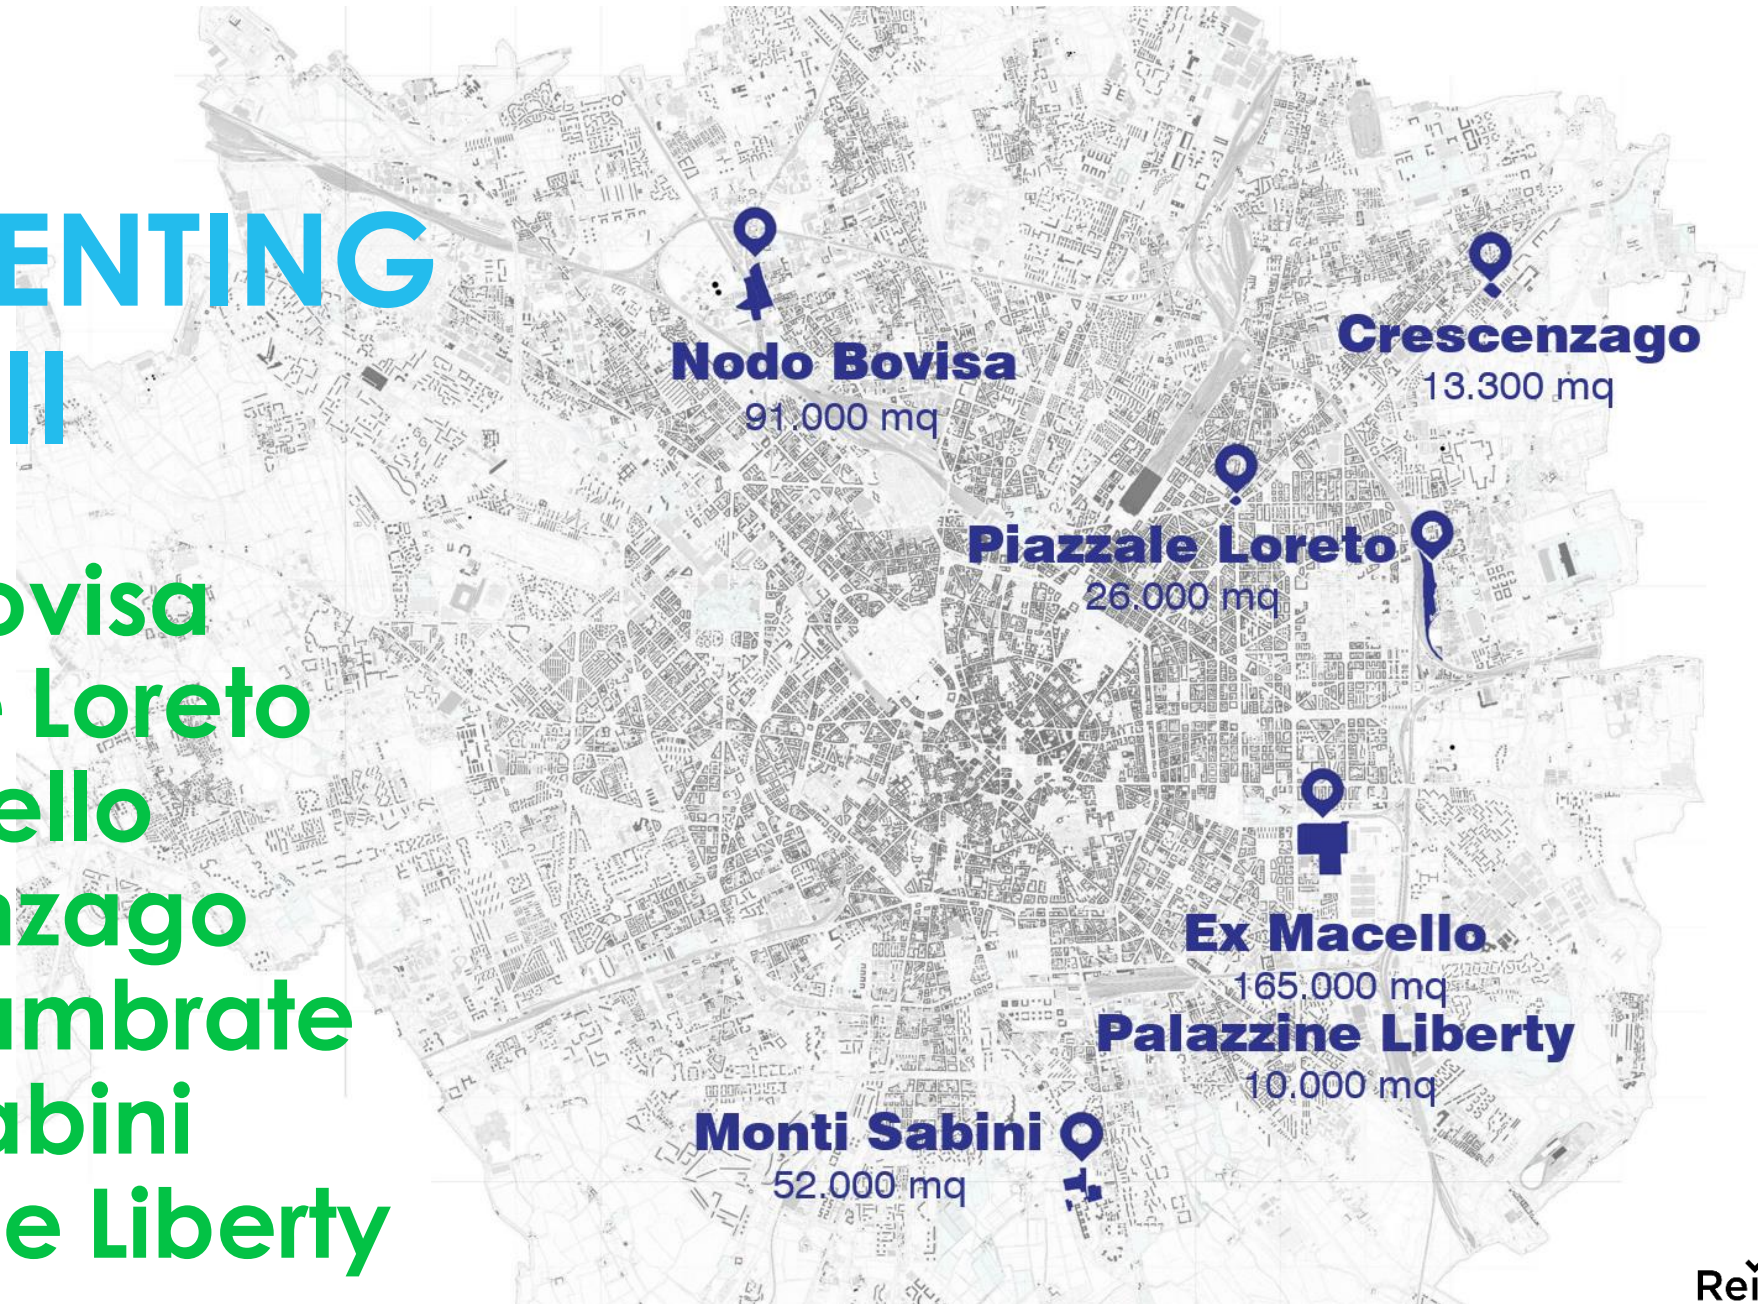 ENTING
II
ovisa
e Loreto
ello
nzago
ambrate
abini
e Liberty
Nodo Bovisa
91.000 mq
Crescenzago
13.300 mq
Piazzale Loreto
26.000 mq
Ex Macello
165.000 mq
Palazzine Liberty
10.000 mq
Monti Sabini
52.000 mq
Rei